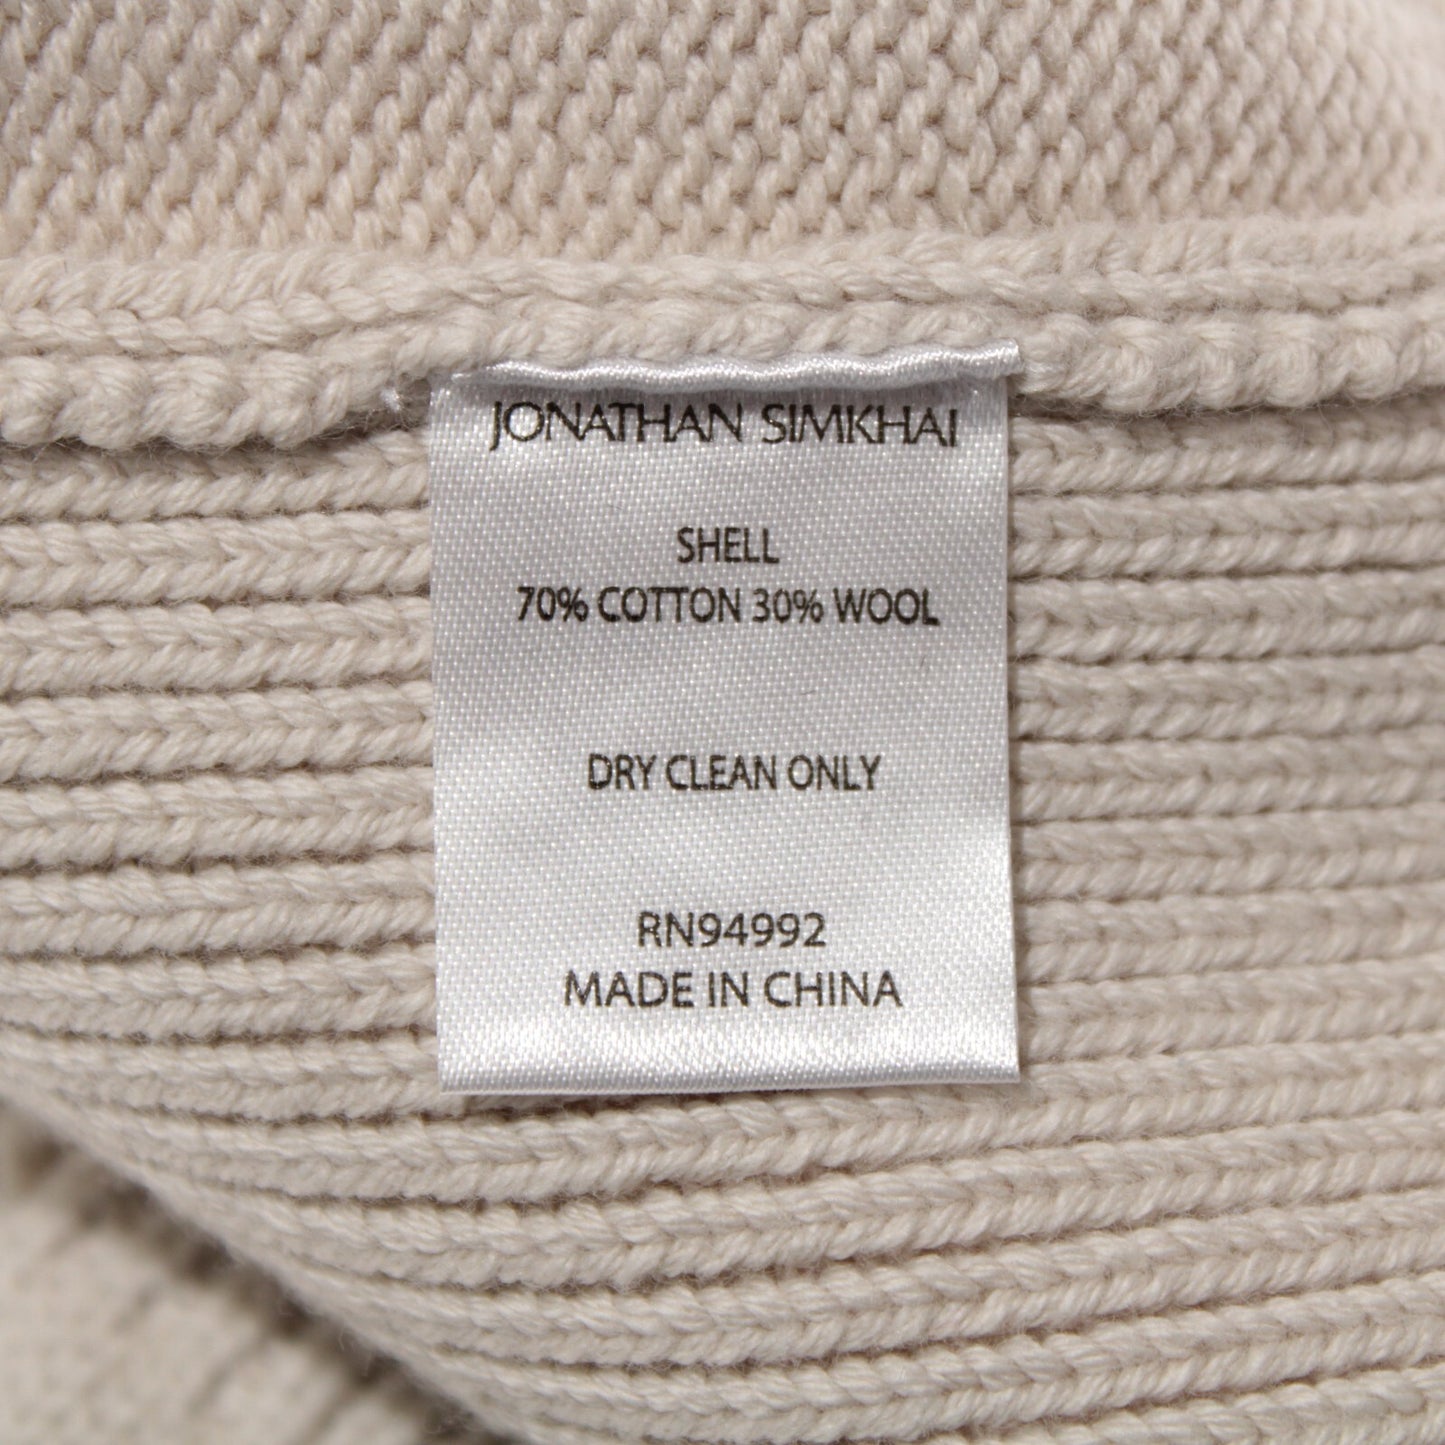 JONATHAN SIMKHAI
SHELL
70% COTTON 30% WOOL
DRY CLEAN ONLY
RN94992
MADE IN CHINA